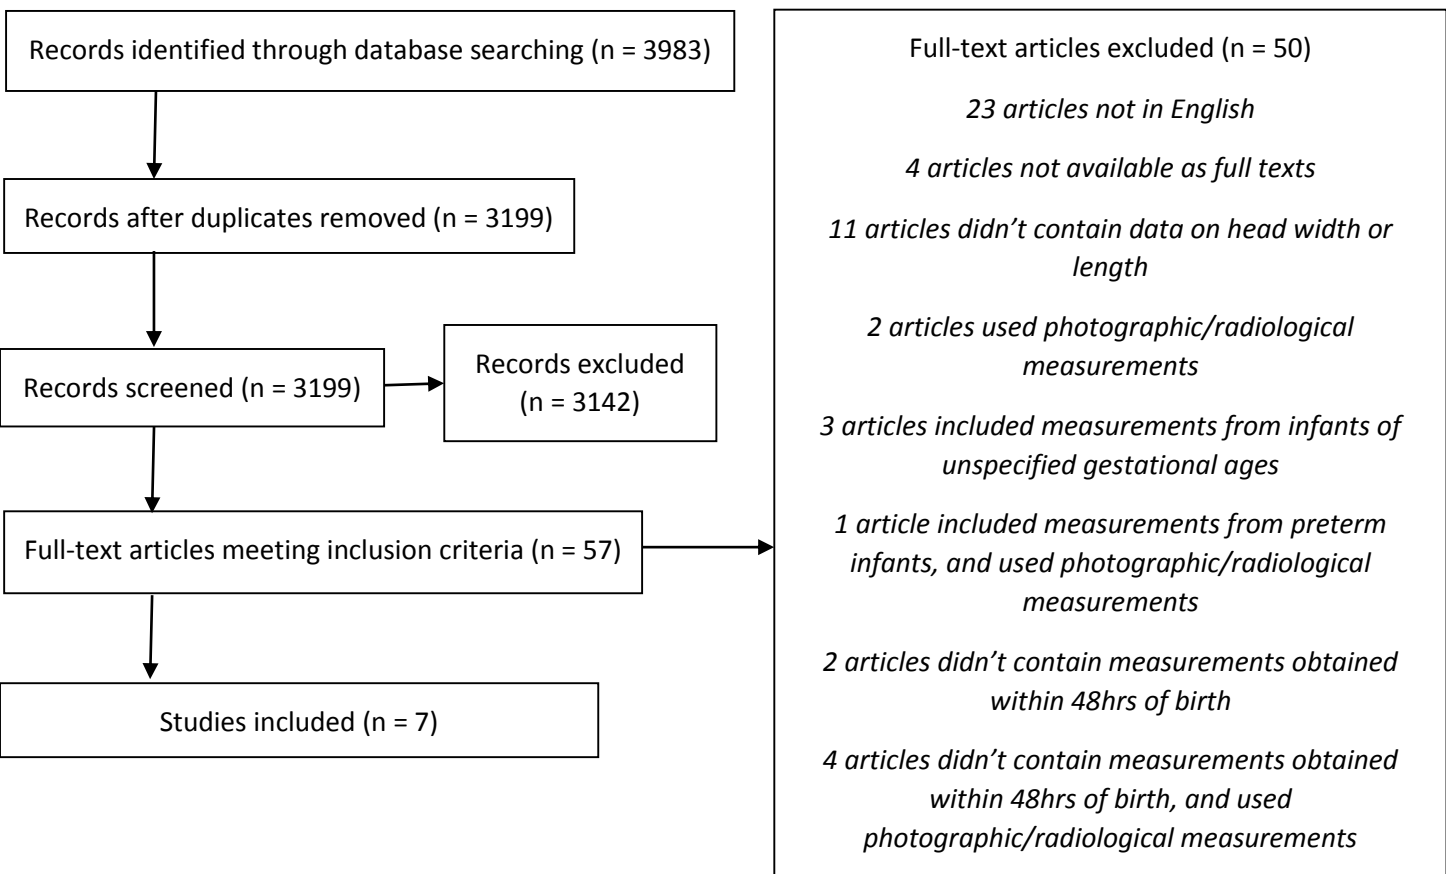 Records identified through database searching (n = 3983)
Records after duplicates removed (n = 3199)
Records screened (n = 3199)
Records excluded
(n = 3142)
Full-text articles meeting inclusion criteria (n = 57)
Studies included (n = 7)
Full-text articles excluded (n = 50)
23 articles not in English
4 articles not available as full texts
11 articles didn’t contain data on head width or
length
2 articles used photographic/radiological
measurements
3 articles included measurements from infants of
unspecified gestational ages
1 article included measurements from preterm
infants, and used photographic/radiological
measurements
2 articles didn’t contain measurements obtained
within 48hrs of birth
4 articles didn’t contain measurements obtained
within 48hrs of birth, and used
photographic/radiological measurements